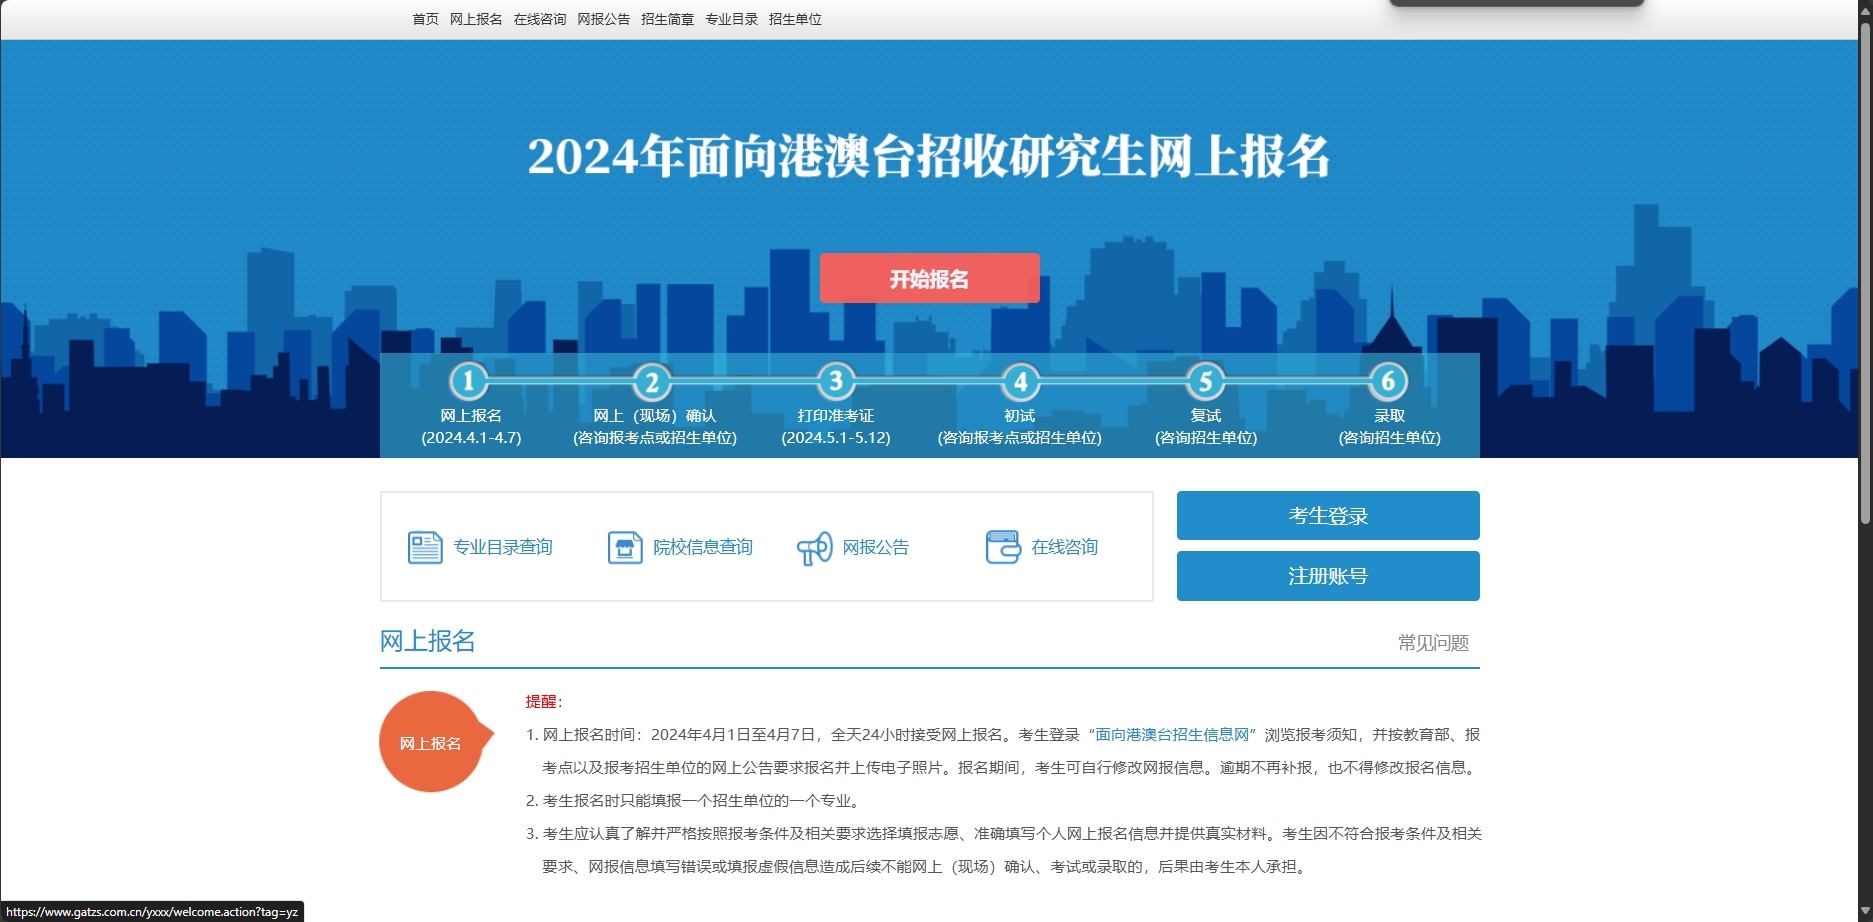 首页 网上报名 在线咨询 网报公告 招生简章 专业目录 招生单位
2024年面向港澳台招收研究生网上报名
开始报名
1 2 3 4 5 6
网上报名 网上（现场）确认 打印准考证 初试 复试 录取
(2024.4.1-4.7) (咨询报考点或招生单位) (2024.5.1-5.12) (咨询报考点或招生单位) (咨询招生单位) (咨询招生单位)
专业目录查询 院校信息查询 网报公告 在线咨询
考生登录
注册账号
网上报名 常见问题
网上报名
提醒：
1. 网上报名时间：2024年4月1日至4月7日，全天24小时接受网上报名。考生登录“面向港澳台招生信息网”浏览报考须知，并按教育部、报
考点以及报考招生单位的网上公告要求报名并上传电子照片。报名期间，考生可自行修改网报信息。逾期不再补报，也不得修改报名信息。
2. 考生报名时只能填报一个招生单位的一个专业。
3. 考生应认真了解并严格按照报考条件及相关要求选择填报志愿、准确填写个人网上报名信息并提供真实材料。考生因不符合报考条件及相关
要求、网报信息填写错误或填报虚假信息造成后续不能网上（现场）确认、考试或录取的，后果由考生本人承担。
https://www.gatzs.com.cn/yxxx/welcome.action?tag=yz